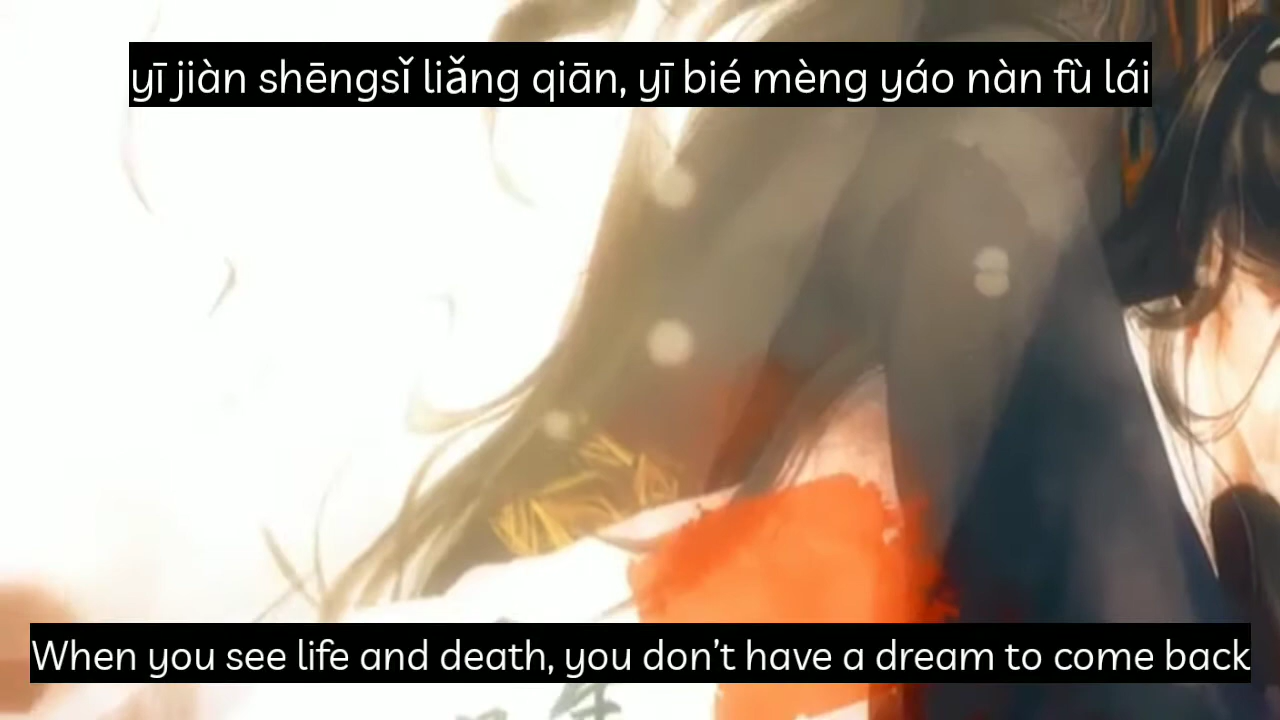 yī jiàn shēngsǐ liǎng qiān, yī bié mèng yáo nàn fù lái
When you see life and death, you don't have a dream to come back